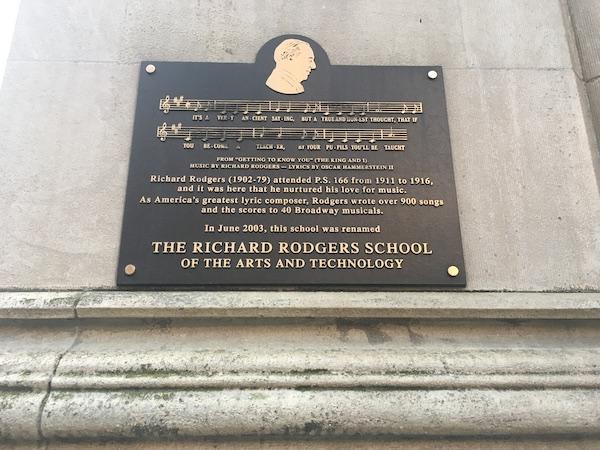 IT'S A VER-Y AN-CIENT SAY-ING, BUT A TRUE AND HON-EST THOUGHT, THAT IF
YOU BE-COME A TEACH-ER, BY YOUR PU-PILS YOU'LL BE TAUGHT
FROM "GETTING TO KNOW YOU" (THE KING AND I)
MUSIC BY RICHARD RODGERS — LYRICS BY OSCAR HAMMERSTEIN II
Richard Rodgers (1902-79) attended P.S. 166 from 1911 to 1916,
and it was here that he nurtured his love for music.
As America's greatest lyric composer, Rodgers wrote over 900 songs
and the scores to 40 Broadway musicals.
In June 2003, this school was renamed
THE RICHARD RODGERS SCHOOL
OF THE ARTS AND TECHNOLOGY